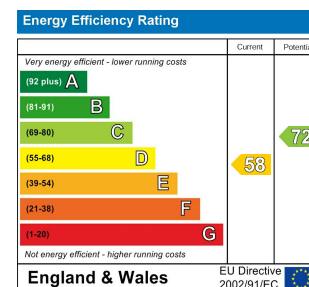 Energy Efficiency Rating
Current Potentia
Very energy efficient - lower running costs
(92 plus) A
(81-91) B
(69-80) C
72
(55-68) D
58
(39-54) E
(21-38) F
(1-20) G
Not energy efficient - higher running costs
England & Wales
EU Directive
2002/91/EC